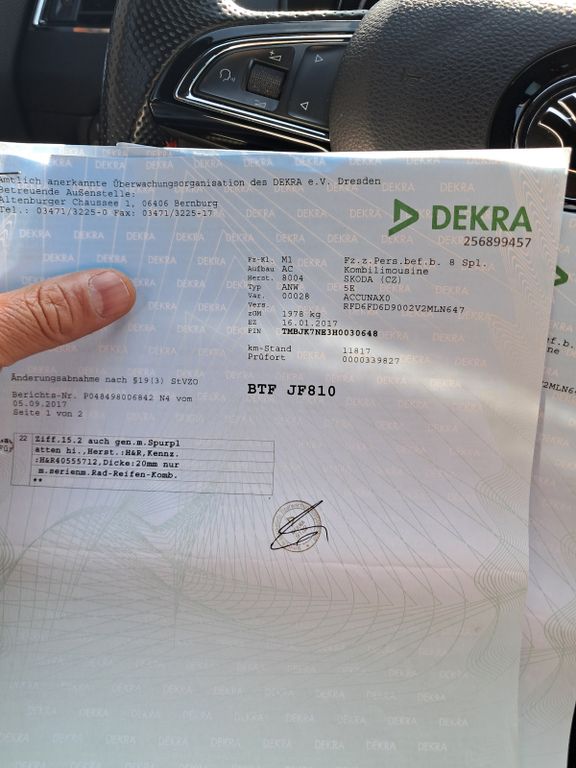 Amtlich anerkannte Überwachungsorganisation des DEKRA e.V. Dresden
Betreuende Außenstelle:
Altenburger Chaussee 1, 06406 Bernburg
Tel.: 03471/3225-0 Fax: 03471/3225-17
DEKRA
256899457
Fz-Kl. M1 Fz.z.Pers.bef.b. 8 Spl.
Aufbau AC Kombilimousine
Herst. 8004 SKODA (CZ)
Typ ANW 5E
Var. 00028 ACCUNAX0
Vers. RFD6FD6D9002V2MLN647
zGM 1978 kg
EZ 16.01.2017
PIN TMBJK7NE3H0030648
km-Stand 11817
Prüfort 0000339827
Änderungsabnahme nach §19(3) StVZO
BTF JF810
Berichts-Nr. P048498006842 N4 vom
05.09.2017
Seite 1 von 2
22 Ziff.15.2 auch gen.m.Spurpl
atten hi.,Herst.:H&R,Kennz.
:H&R40555712,Dicke:20mm nur
m.serienm.Rad-Reifen-Komb.
**